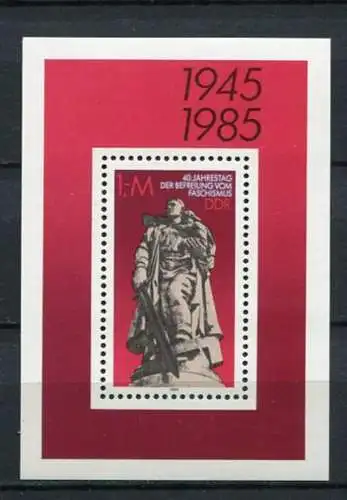 1945
1985
40. JAHRESTAG
DER BEFREIUNG VOM
FASCHISMUS
1,-M
DDR